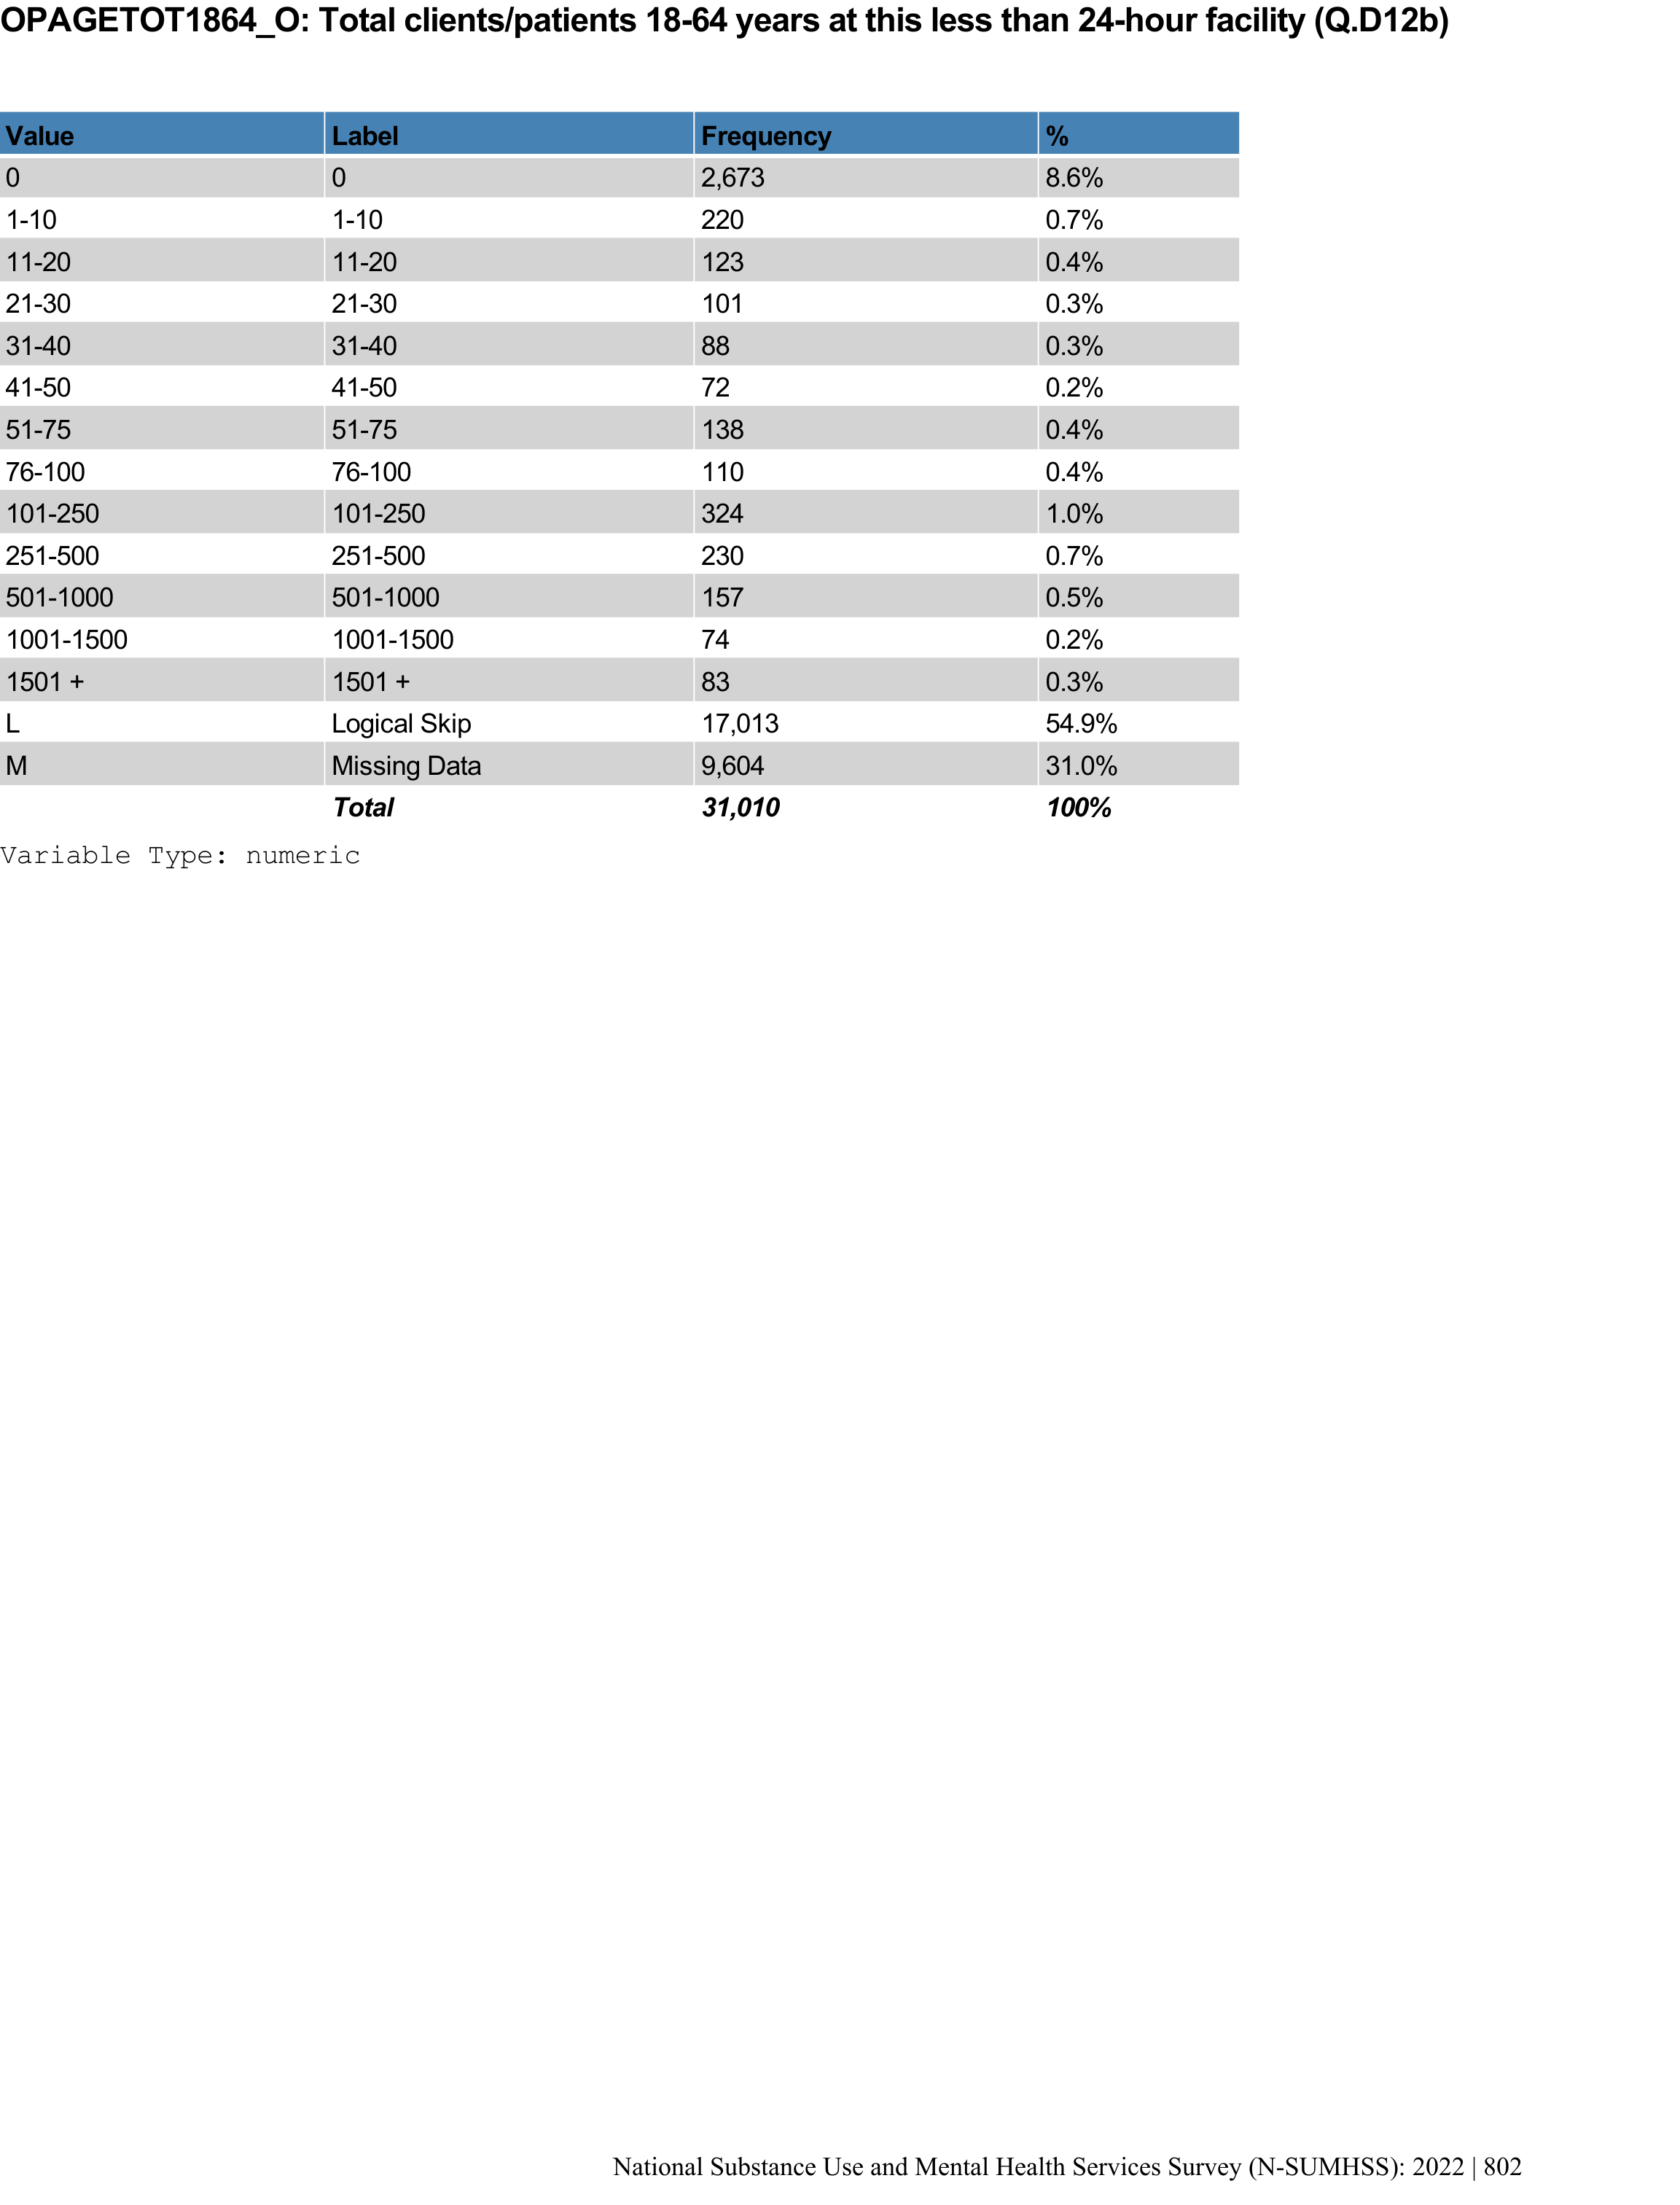 OPAGETOT1864_O: Total clients/patients 18-64 years at this less than 24-hour facility (Q.D12b)
Value Label Frequency %
0 0 2,673 8.6%
1-10 1-10 220 0.7%
11-20 11-20 123 0.4%
21-30 21-30 101 0.3%
31-40 31-40 88 0.3%
41-50 41-50 72 0.2%
51-75 51-75 138 0.4%
76-100 76-100 110 0.4%
101-250 101-250 324 1.0%
251-500 251-500 230 0.7%
501-1000 501-1000 157 0.5%
1001-1500 1001-1500 74 0.2%
1501 + 1501 + 83 0.3%
L Logical Skip 17,013 54.9%
M Missing Data 9,604 31.0%
Total 31,010 100%
Variable Type: numeric
National Substance Use and Mental Health Services Survey (N-SUMHSS): 2022 | 802